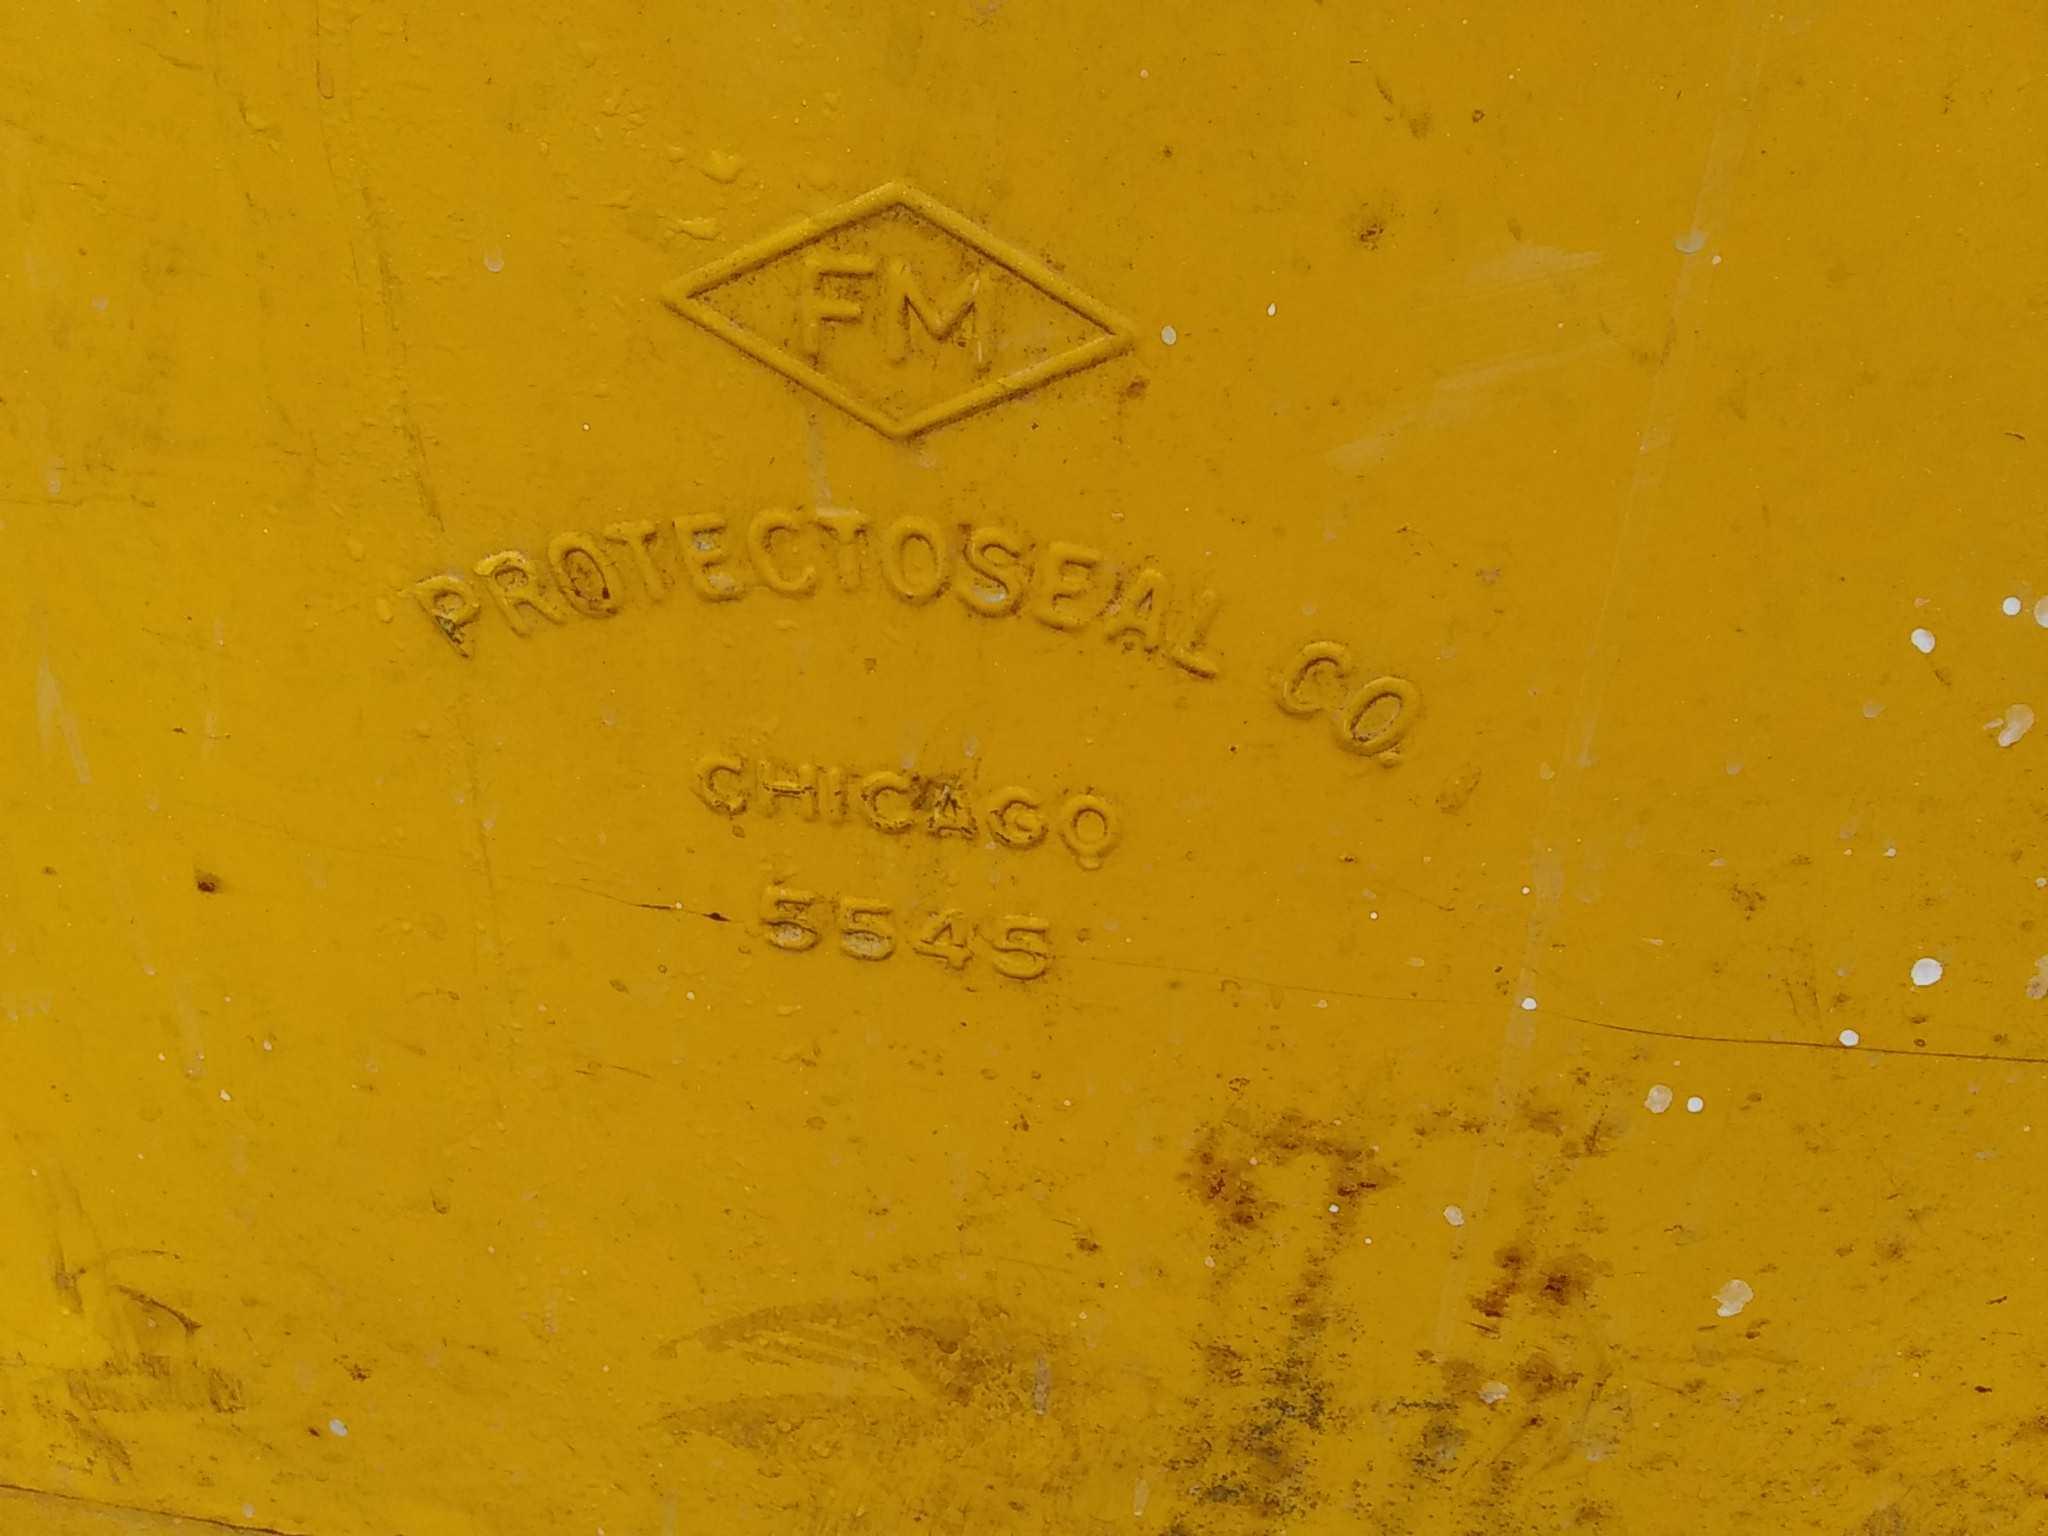 FM
PROTECTOSEAL CO.
CHICAGO
5545